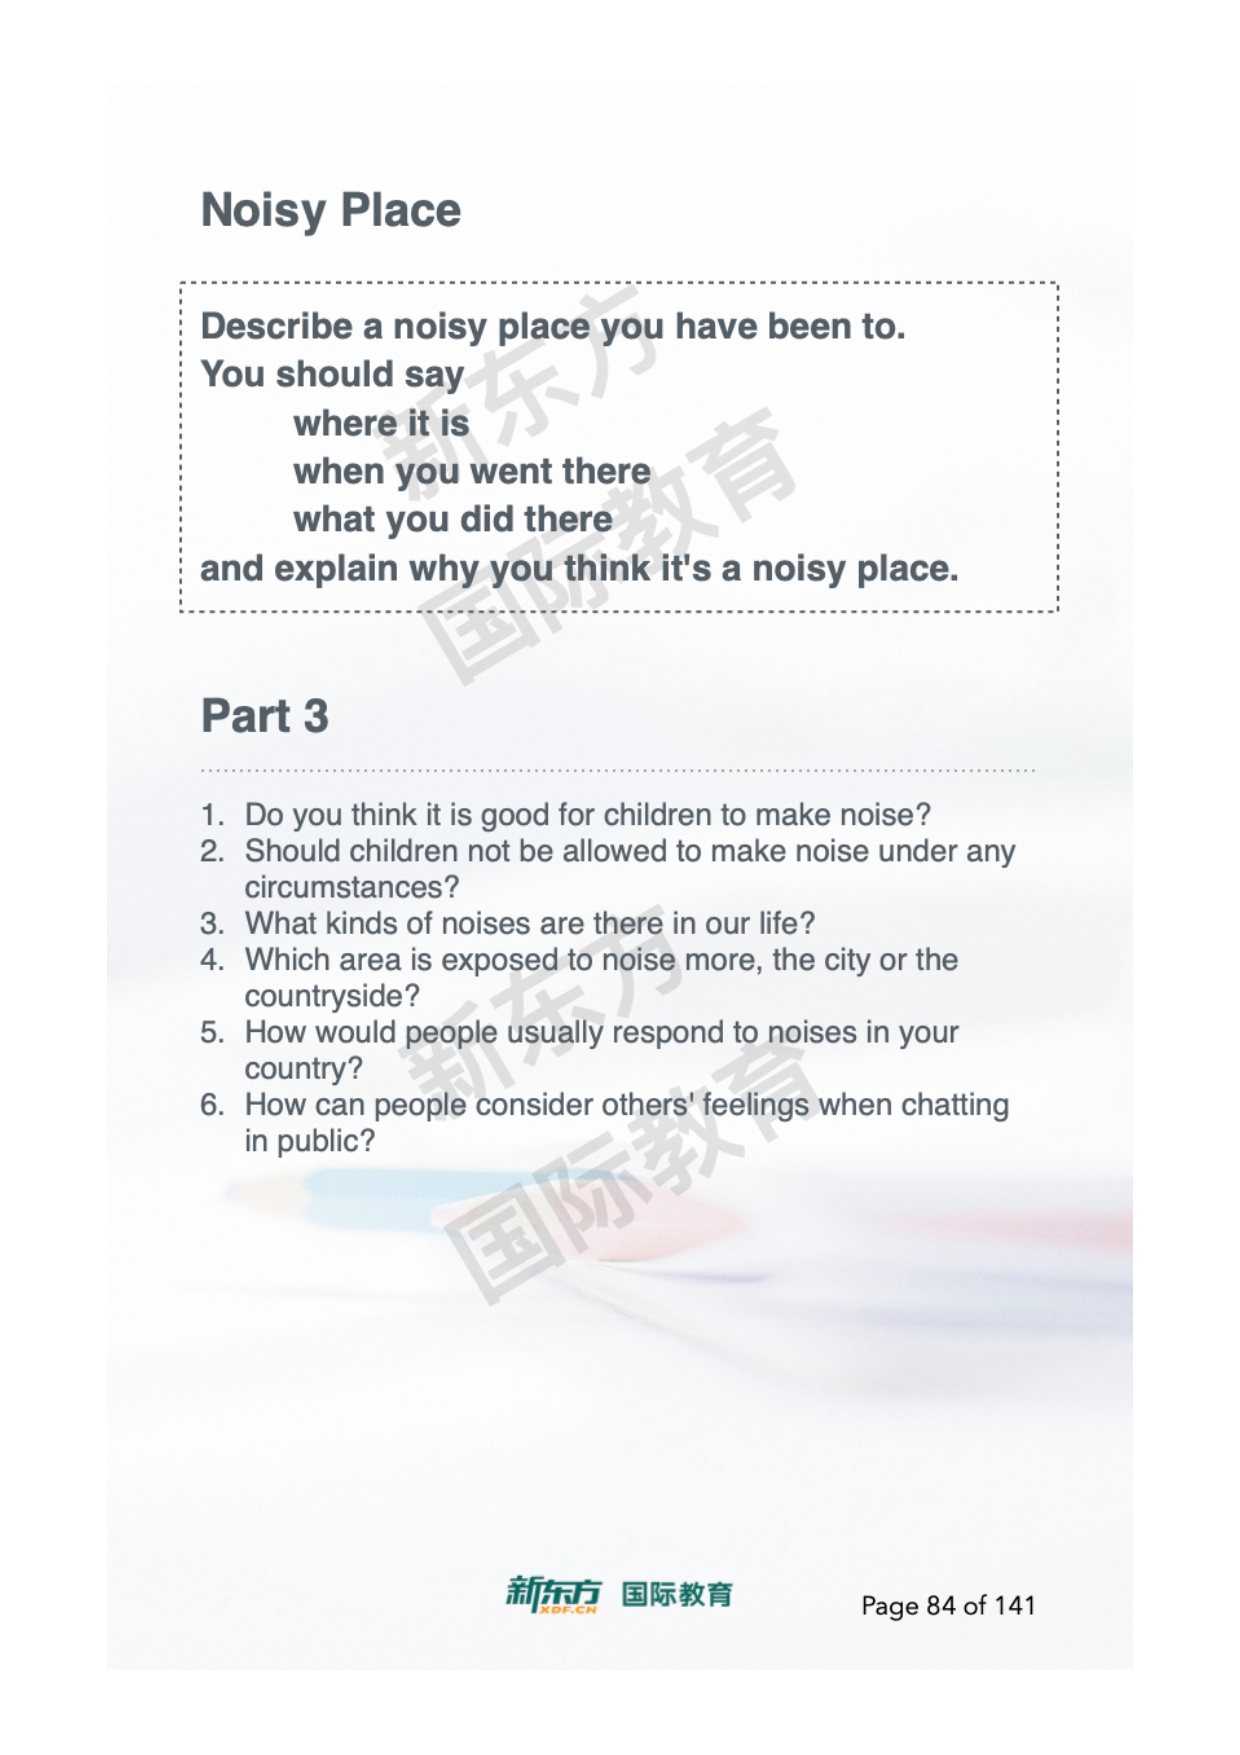 Noisy Place
Describe a noisy place you have been to.
You should say
where it is
when you went there
what you did there
and explain why you think it's a noisy place.
新东方
国际教育
Part 3
1. Do you think it is good for children to make noise?
2. Should children not be allowed to make noise under any
circumstances?
3. What kinds of noises are there in our life?
4. Which area is exposed to noise more, the city or the
countryside?
5. How would people usually respond to noises in your
country?
6. How can people consider others' feelings when chatting
in public?
新东方
国际教育
新东方 XDF.CN 国际教育
Page 84 of 141